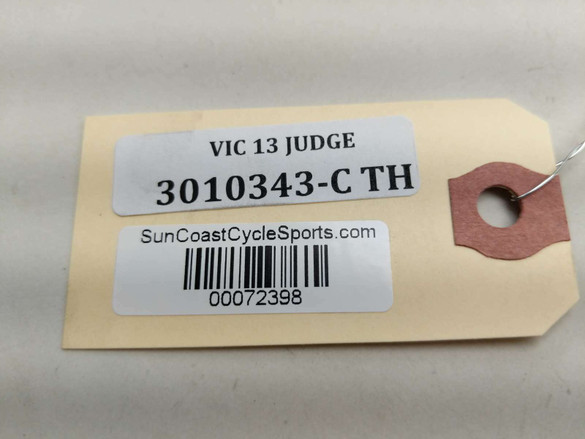 VIC 13 JUDGE
3010343-C TH
SunCoastCycleSports.com
00072398